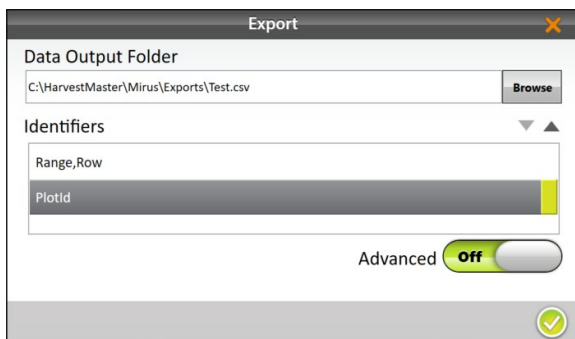 Export
Data Output Folder
C:\HarvestMaster\Mirus\Exports\Test.csv
Browse
Identifiers
Range,Row
PlotId
Advanced
Off